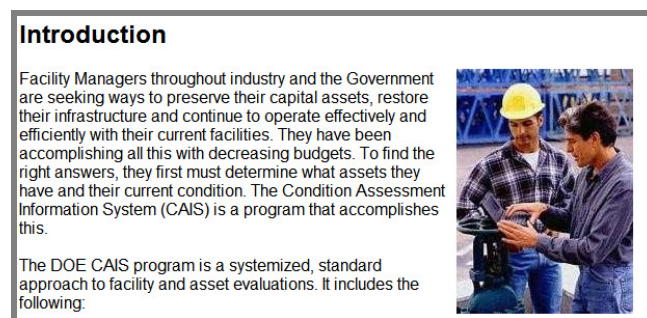 Introduction
Facility Managers throughout industry and the Government
are seeking ways to preserve their capital assets, restore
their infrastructure and continue to operate effectively and
efficiently with their current facilities. They have been
accomplishing all this with decreasing budgets. To find the
right answers, they first must determine what assets they
have and their current condition. The Condition Assessment
Information System (CAIS) is a program that accomplishes
this.
The DOE CAIS program is a systemized, standard
approach to facility and asset evaluations. It includes the
following: